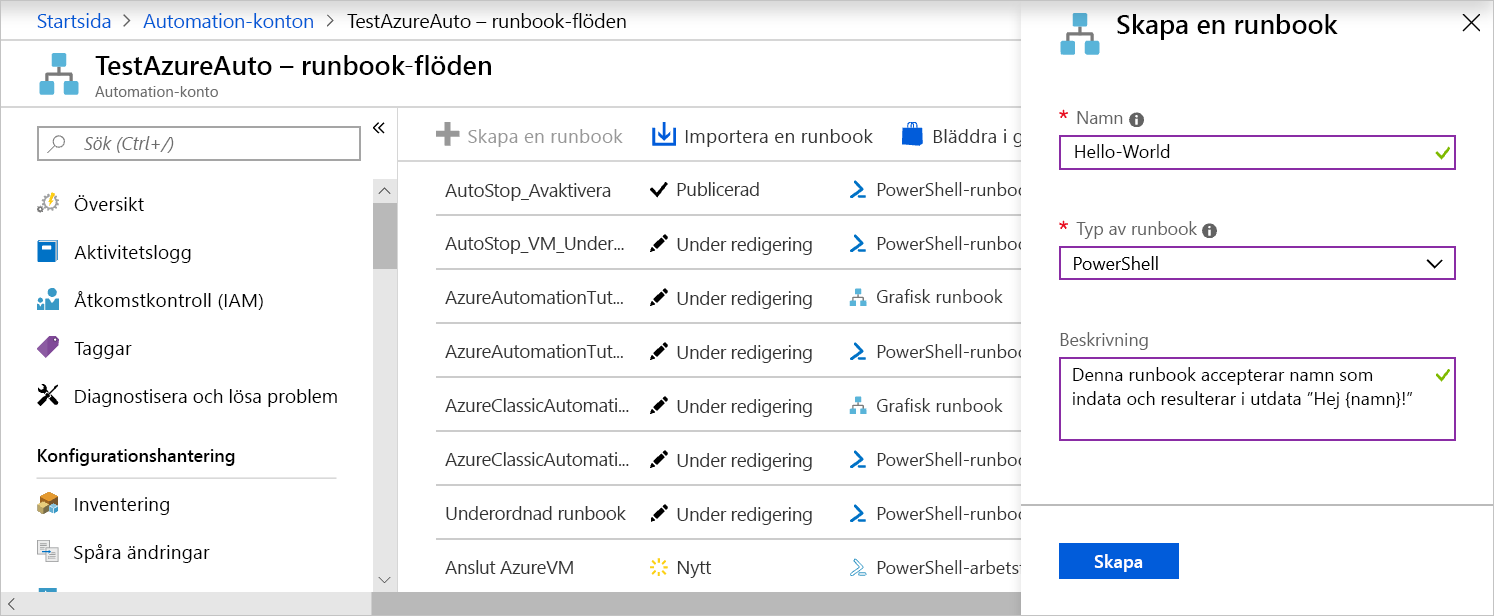 Startsida > Automation-konton > TestAzureAuto – runbook-flöden
TestAzureAuto – runbook-flöden
Automation-konto
Sök (Ctrl+/)
«
Översikt
Aktivitetslogg
Åtkomstkontroll (IAM)
Taggar
Diagnostisera och lösa problem
Konfigurationshantering
Inventering
Spåra ändringar
Skapa en runbook Importera en runbook Bläddra i g
AutoStop_Avaktivera Publicerad PowerShell-runboo
AutoStop_VM_Under... Under redigering PowerShell-runboo
AzureAutomationTut... Under redigering Grafisk runbook
AzureAutomationTut... Under redigering PowerShell-runboo
AzureClassicAutomati... Under redigering Grafisk runbook
AzureClassicAutomati... Under redigering PowerShell-runboo
Underordnad runbook Under redigering PowerShell-runboo
Anslut AzureVM Nytt PowerShell-arbets
Skapa en runbook
* Namn
Hello-World
* Typ av runbook
PowerShell
Beskrivning
Denna runbook accepterar namn som
indata och resulterar i utdata ”Hej {namn}!”
Skapa